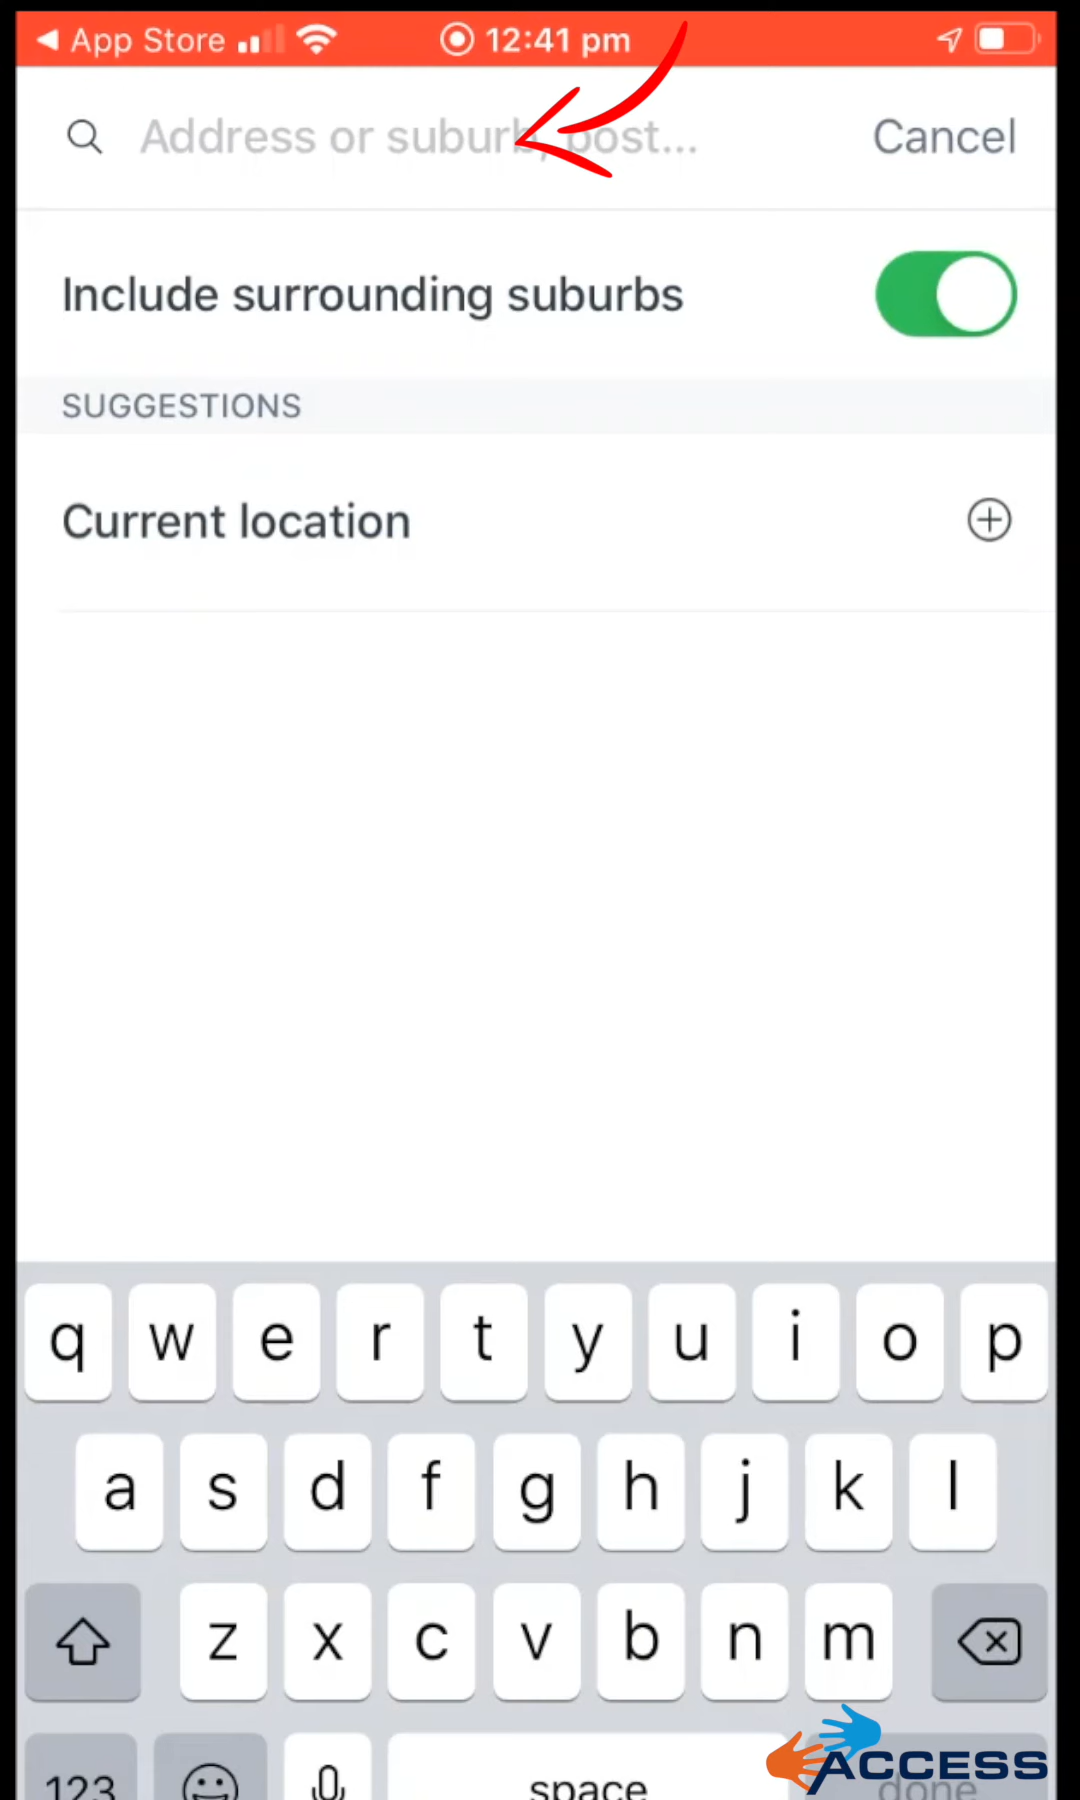 App Store 12:41 pm
Address or suburb, post... Cancel
Include surrounding suburbs
SUGGESTIONS
Current location
q w e r t y u i o p
a s d f g h j k l
z x c v b n m
123 space done
ACCESS